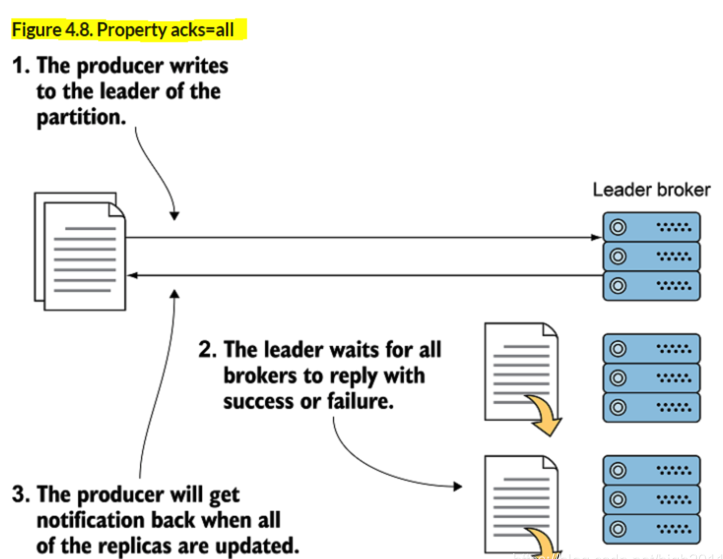 Figure 4.8. Property acks=all
1. The producer writes
to the leader of the
partition.
Leader broker
2. The leader waits for all
brokers to reply with
success or failure.
3. The producer will get
notification back when all
of the replicas are updated.